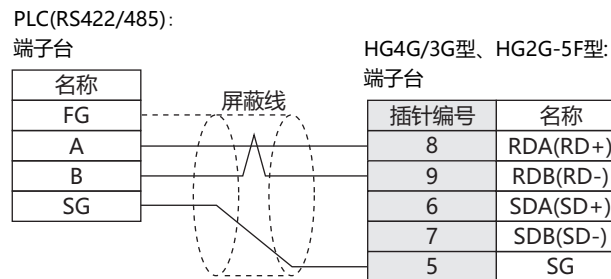 PLC(RS422/485):
端子台
名称
FG
A
B
SG
屏蔽线
HG4G/3G型、HG2G-5F型:
端子台
插针编号 名称
8 RDA(RD+)
9 RDB(RD-)
6 SDA(SD+)
7 SDB(SD-)
5 SG